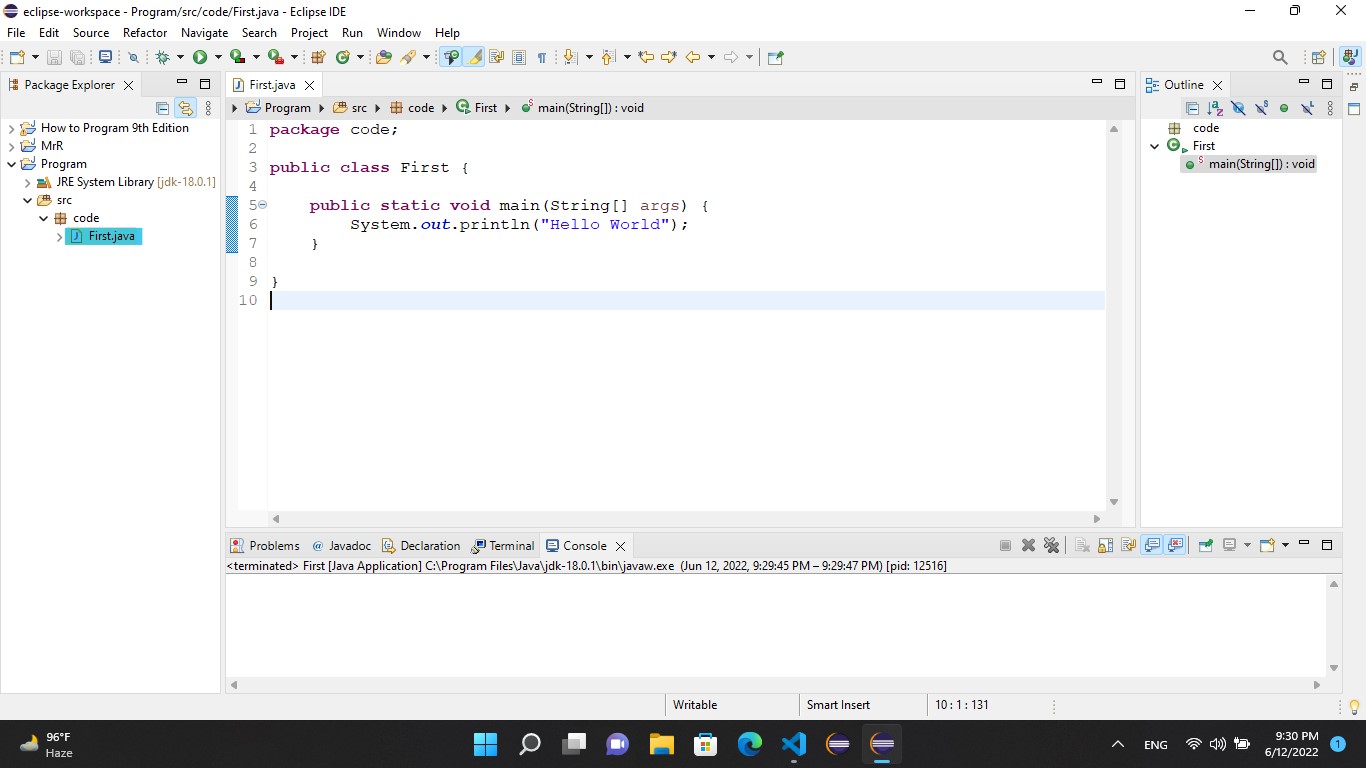 eclipse-workspace - Program/src/code/First.java - Eclipse IDE
File Edit Source Refactor Navigate Search Project Run Window Help
Package Explorer
How to Program 9th Edition
MrR
Program
JRE System Library [jdk-18.0.1]
src
code
First.java
First.java
Program src code First main(String[]) : void
1 package code;
2
3 public class First {
4
5 public static void main(String[] args) {
6 System.out.println("Hello World");
7 }
8
9 }
10
Outline
code
First
main(String[]) : void
Problems Javadoc Declaration Terminal Console
<terminated> First [Java Application] C:\Program Files\Java\jdk-18.0.1\bin\javaw.exe (Jun 12, 2022, 9:29:45 PM – 9:29:47 PM) [pid: 12516]
Writable Smart Insert 10 : 1 : 131
96°F
Haze
ENG
9:30 PM
6/12/2022
1